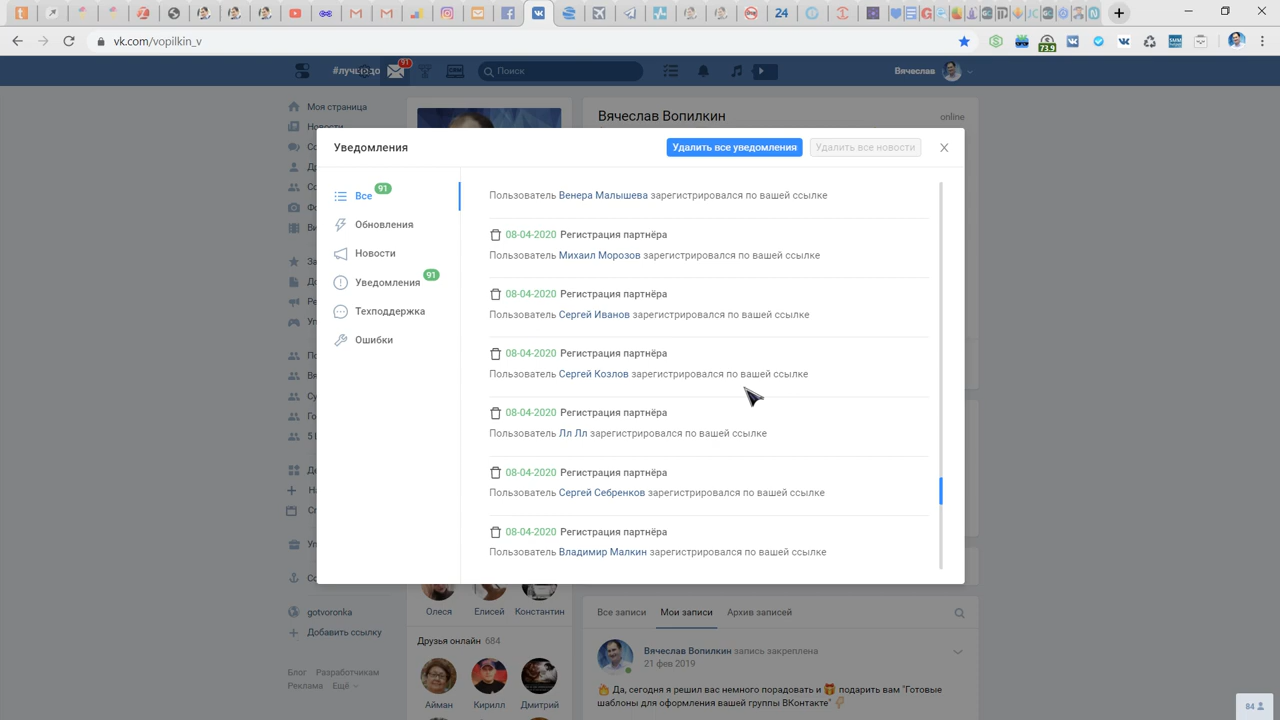 24
vk.com/vopilkin_v
73.9
91
Поиск
Вячеслав
Моя страница
Новости
Вячеслав Вопилкин
online
Уведомления
Удалить все уведомления
Удалить все новости
Все
91
Обновления
Новости
Уведомления
91
Техподдержка
Ошибки
Пользователь Венера Малышева зарегистрировался по вашей ссылке
08-04-2020 Регистрация партнёра
Пользователь Михаил Морозов зарегистрировался по вашей ссылке
08-04-2020 Регистрация партнёра
Пользователь Сергей Иванов зарегистрировался по вашей ссылке
08-04-2020 Регистрация партнёра
Пользователь Сергей Козлов зарегистрировался по вашей ссылке
08-04-2020 Регистрация партнёра
Пользователь Лл Лл зарегистрировался по вашей ссылке
08-04-2020 Регистрация партнёра
Пользователь Сергей Себренков зарегистрировался по вашей ссылке
08-04-2020 Регистрация партнёра
Пользователь Владимир Малкин зарегистрировался по вашей ссылке
gotvoronka
Добавить ссылку
Блог Разработчикам
Реклама Ещё
Олеся Елисей Константин
Друзья онлайн 684
Айман Кирилл Дмитрий
Все записи Мои записи Архив записей
Вячеслав Вопилкин запись закреплена
21 фев 2019
Да, сегодня я решил вас немного порадовать и подарить вам "Готовые
шаблоны для оформления вашей группы ВКонтакте"
84